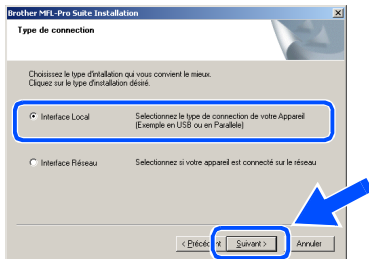 Brother MFL-Pro Suite Installation
Type de connection
Choisissez le type d'intallation qui vous convient le mieux.
Cliquez sur le type d'installation désiré.
Interface Local
Selectionnez le type de connection de votre Appareil
(Exemple en USB ou en Parallele)
Interface Réseau
Selectionnez si votre appareil est connecté sur le réseau
< Précédent
Suivant >
Annuler